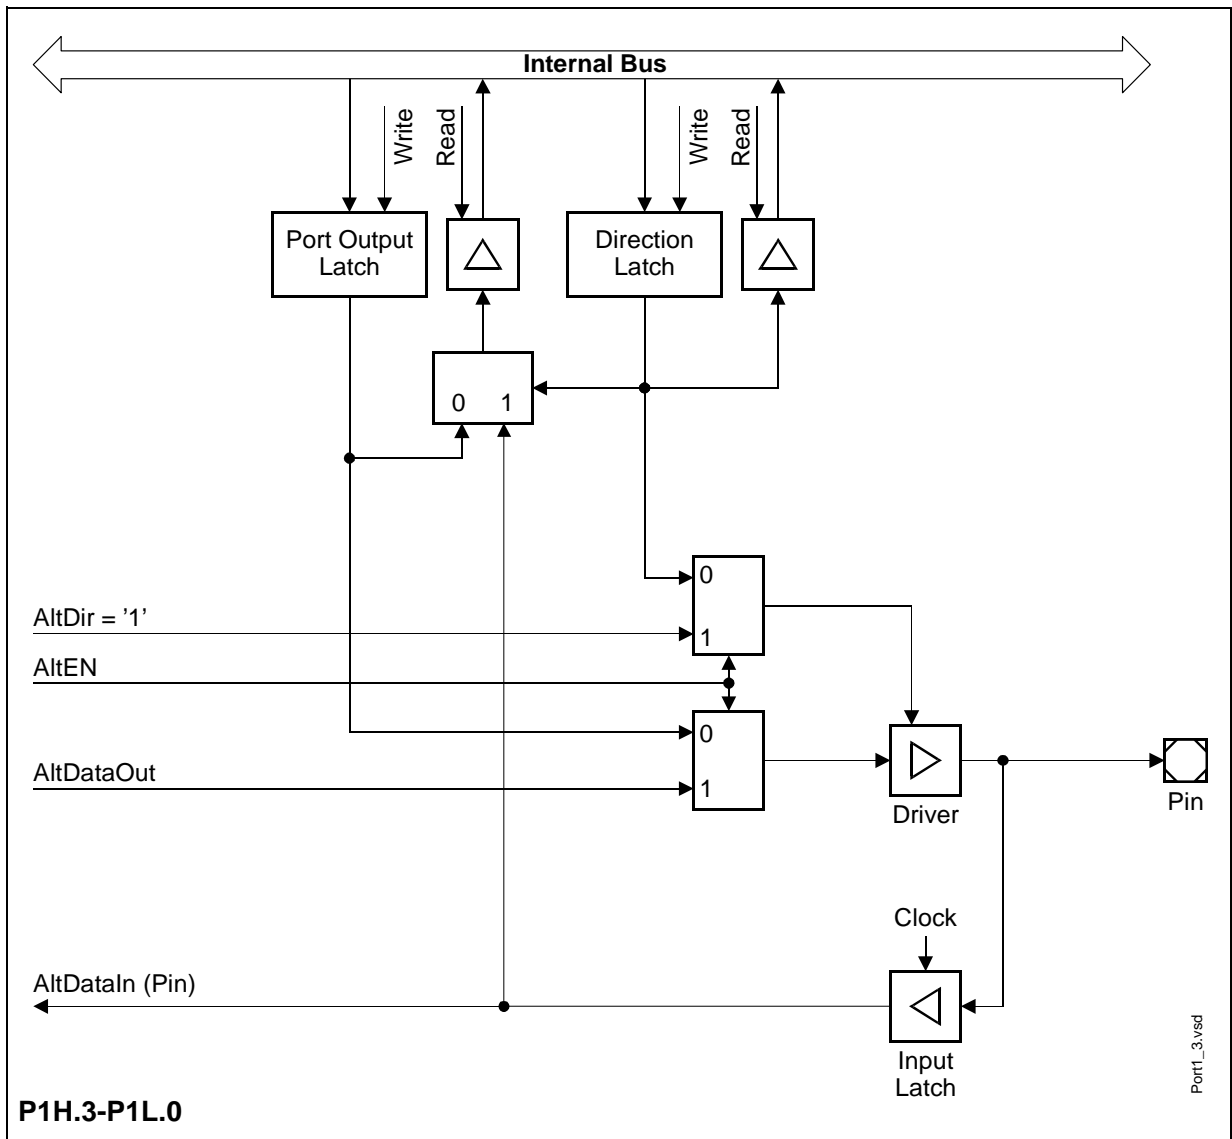 Internal Bus
Write
Read
Write
Read
Port Output
Latch
Direction
Latch
0 1
0
AltDir = '1'
1
AltEN
0
AltDataOut
1
Driver
Pin
Clock
AltDataIn (Pin)
Input
Latch
Port1_3.vsd
P1H.3-P1L.0